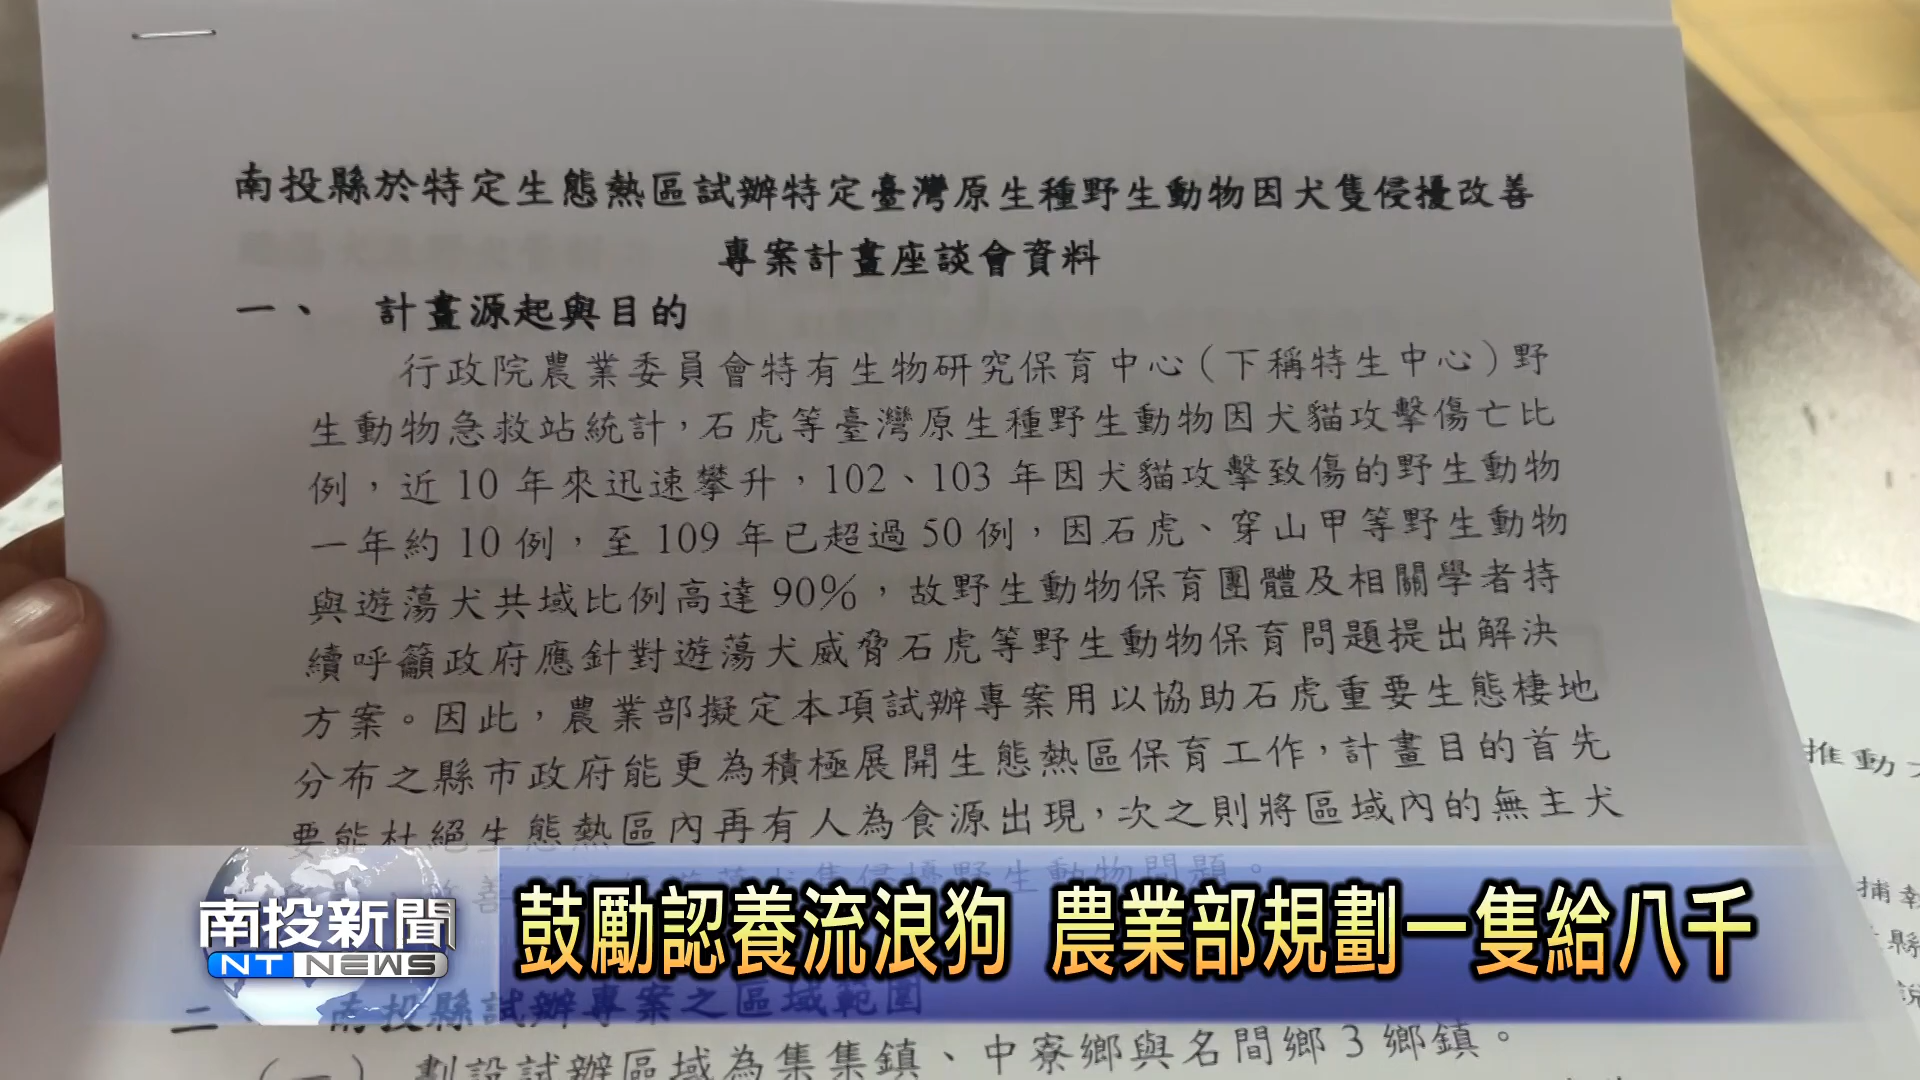 南投縣於特定生態熱區試辦特定臺灣原生種野生動物因犬隻侵擾改善
專案計畫座談會資料
一、 計畫源起與目的
行政院農業委員會特有生物研究保育中心（下稱特生中心）野
生動物急救站統計，石虎等臺灣原生種野生動物因犬貓攻擊傷亡比
例，近10年來迅速攀升，102、103年因犬貓攻擊致傷的野生動物
一年約10例，至109年已超過50例，因石虎、穿山甲等野生動物
與遊蕩犬共域比例高達90%，故野生動物保育團體及相關學者持
續呼籲政府應針對遊蕩犬威脅石虎等野生動物保育問題提出解決
方案。因此，農業部擬定本項試辦專案用以協助石虎重要生態棲地
分布之縣市政府能更為積極展開生態熱區保育工作，計畫目的首先
要能杜絕生態熱區內再有人為食源出現，次之則將區域內的無主犬
侵擾野生動物問題。
南投新聞
NT NEWS
鼓勵認養流浪狗 農業部規劃一隻給八千
二、 南投縣試辦專案之區域範圍
（一） 劃設試辦區域為集集鎮、中寮鄉與名間鄉3鄉鎮。
推動
捕
縣